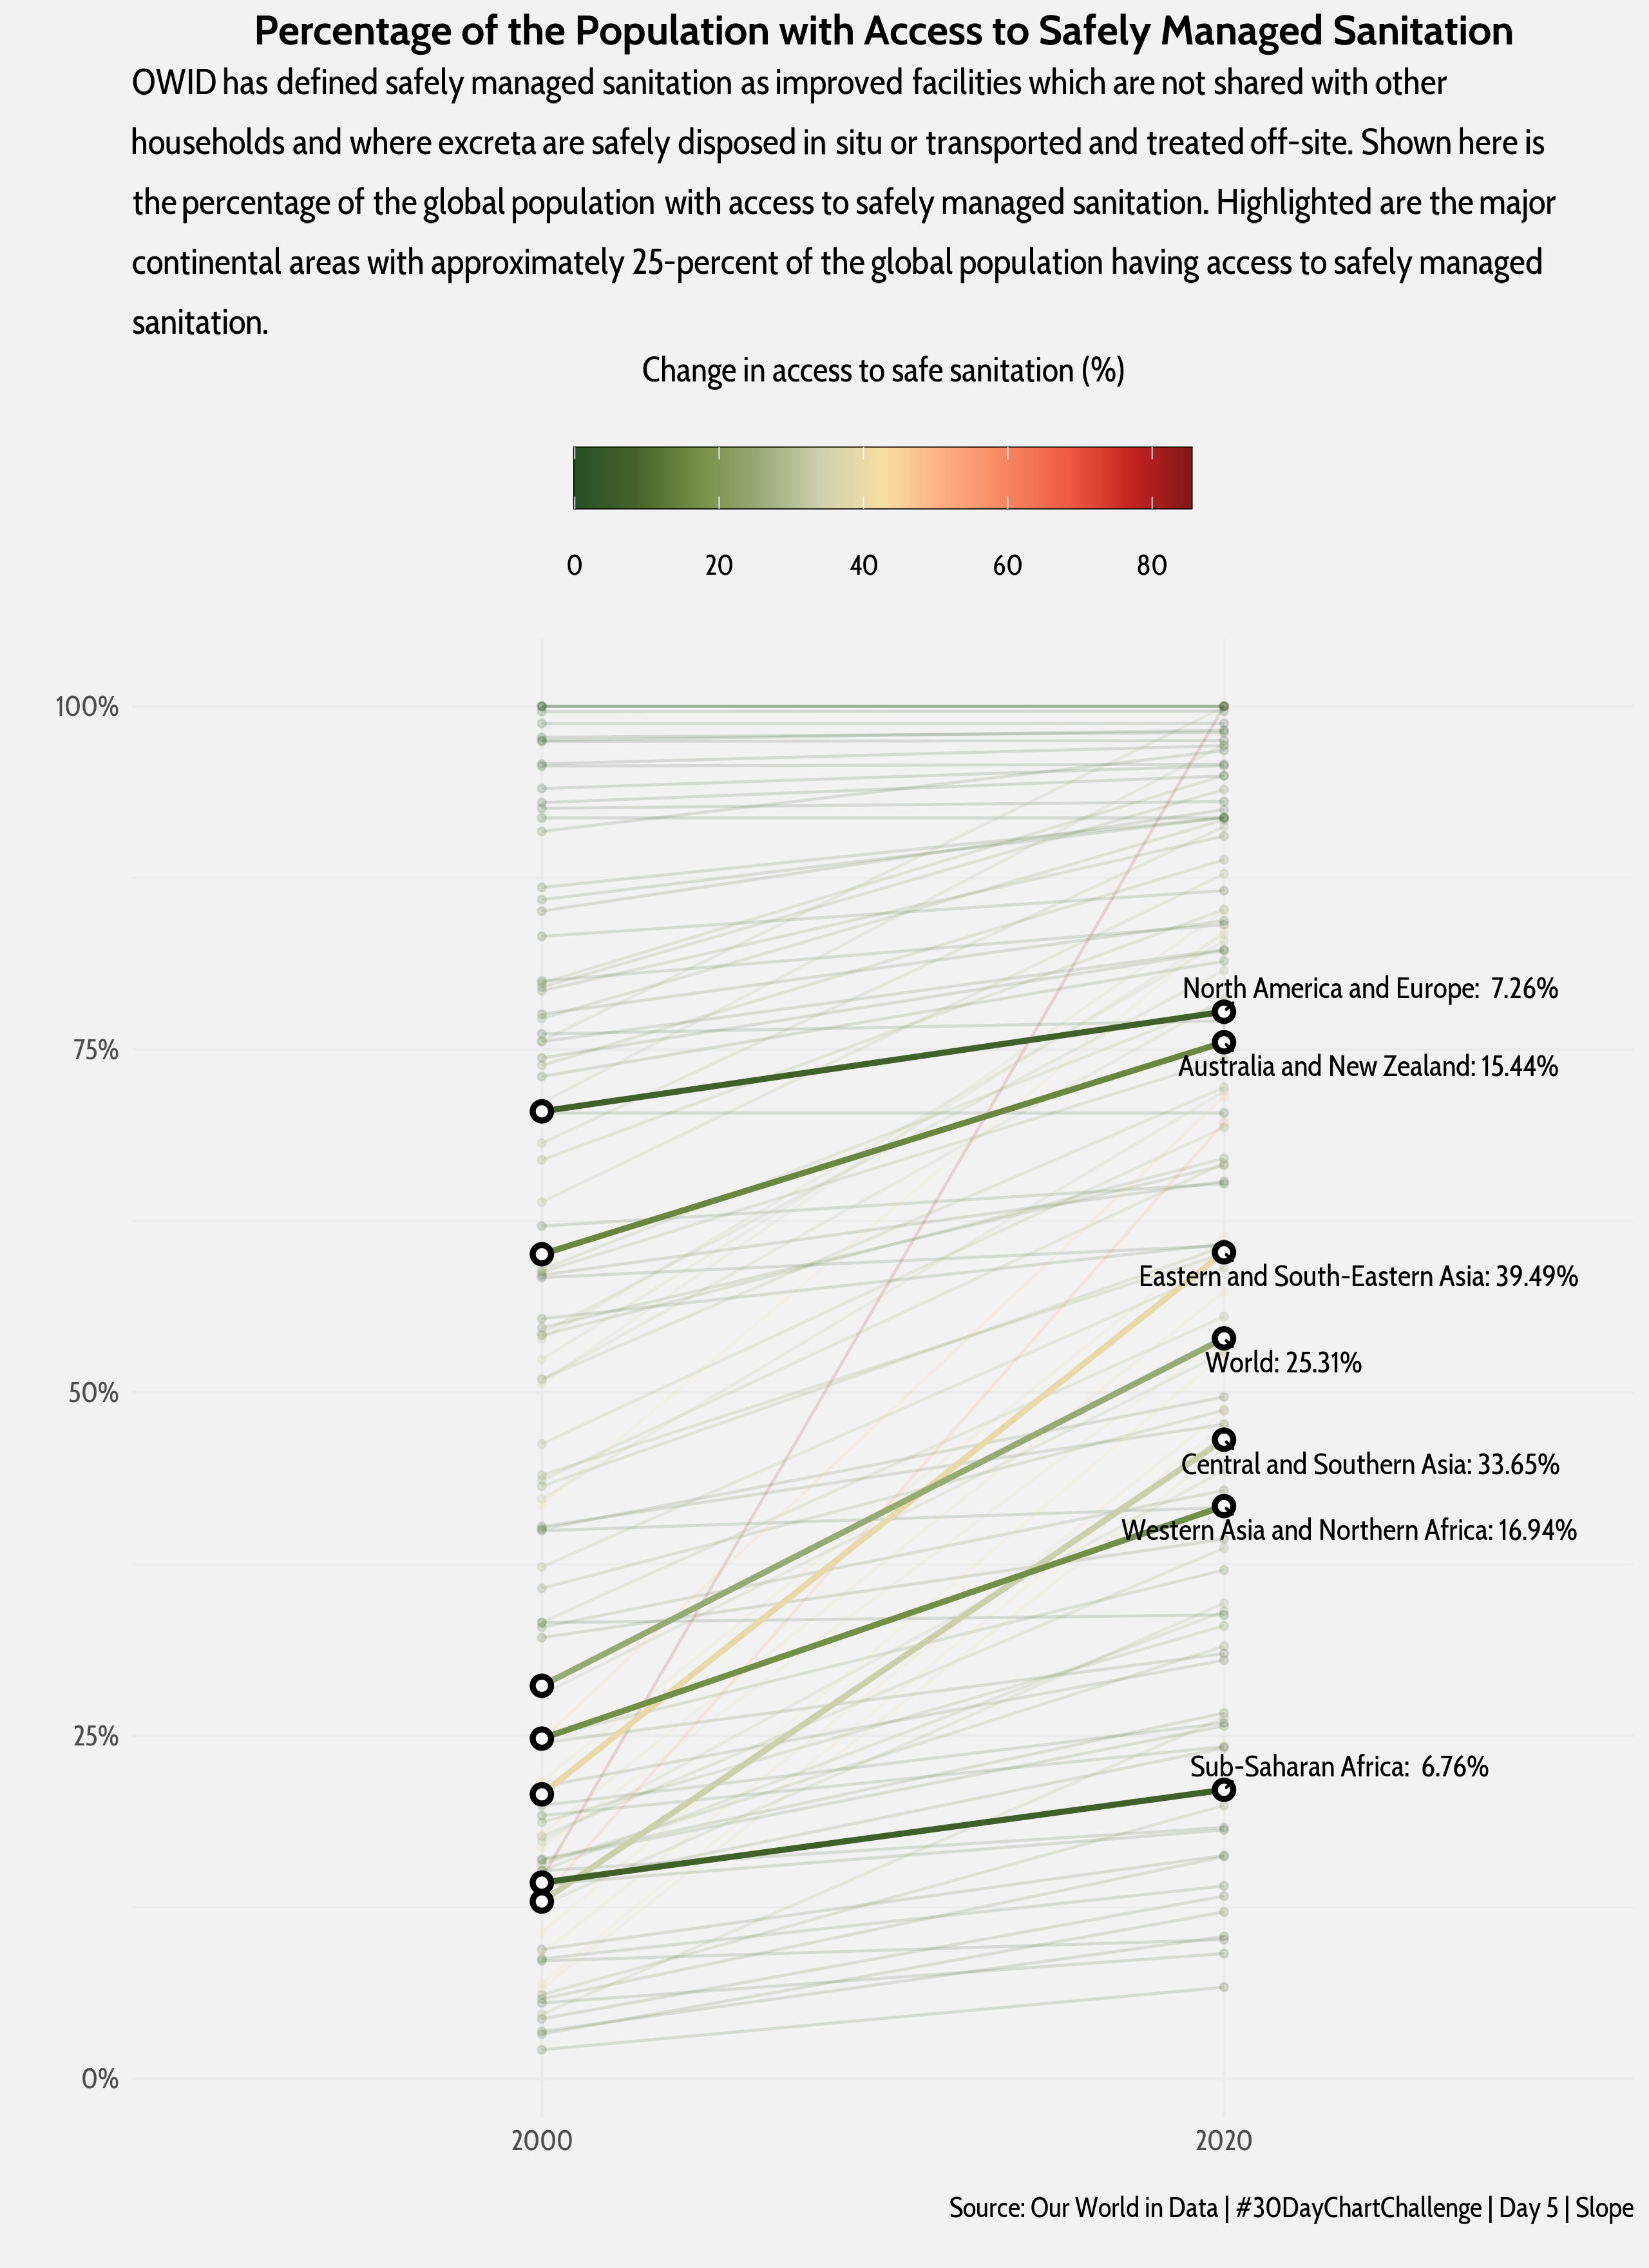 Percentage of the Population with Access to Safely Managed Sanitation
OWID has defined safely managed sanitation as improved facilities which are not shared with other
households and where excreta are safely disposed in situ or transported and treated off-site. Shown here is
the percentage of the global population with access to safely managed sanitation. Highlighted are the major
continental areas with approximately 25-percent of the global population having access to safely managed
sanitation.
Change in access to safe sanitation (%)
0 20 40 60 80
100%
North America and Europe: 7.26%
75%
Australia and New Zealand: 15.44%
Eastern and South-Eastern Asia: 39.49%
World: 25.31%
50%
Central and Southern Asia: 33.65%
Western Asia and Northern Africa: 16.94%
25%
Sub-Saharan Africa: 6.76%
0%
2000 2020
Source: Our World in Data | #30DayChartChallenge | Day 5 | Slope